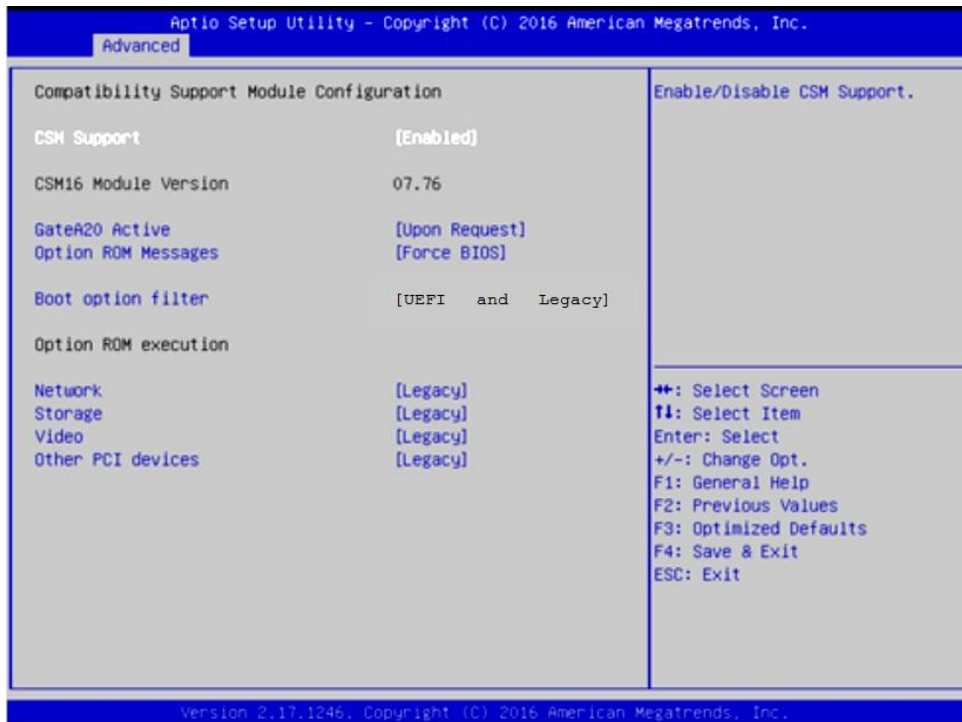 Aptio Setup Utility - Copyright (C) 2016 American Megatrends, Inc.
Advanced
Compatibility Support Module Configuration
CSM Support [Enabled]
CSM16 Module Version 07.76
GateA20 Active [Upon Request]
Option ROM Messages [Force BIOS]
Boot option filter [UEFI and Legacy]
Option ROM execution
Network [Legacy]
Storage [Legacy]
Video [Legacy]
Other PCI devices [Legacy]
Enable/Disable CSM Support.
→←: Select Screen
↑↓: Select Item
Enter: Select
+/-: Change Opt.
F1: General Help
F2: Previous Values
F3: Optimized Defaults
F4: Save & Exit
ESC: Exit
Version 2.17.1246. Copyright (C) 2016 American Megatrends, Inc.